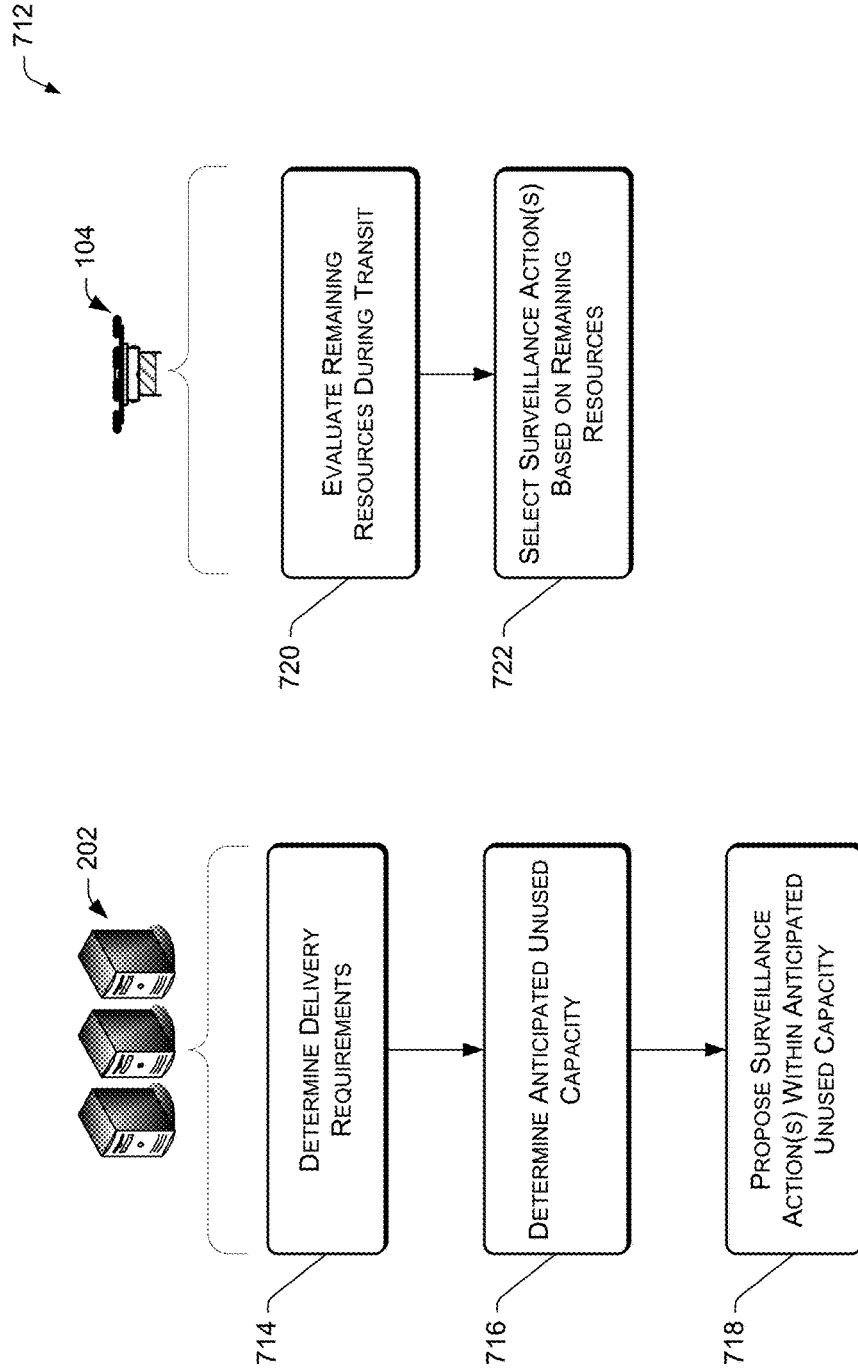 712
202
714
DETERMINE DELIVERY
REQUIREMENTS
716
DETERMINE ANTICIPATED UNUSED
CAPACITY
718
PROPOSE SURVEILLANCE
ACTION(S) WITHIN ANTICIPATED
UNUSED CAPACITY
104
720
EVALUATE REMAINING
RESOURCES DURING TRANSIT
722
SELECT SURVEILLANCE ACTION(S)
BASED ON REMAINING
RESOURCES